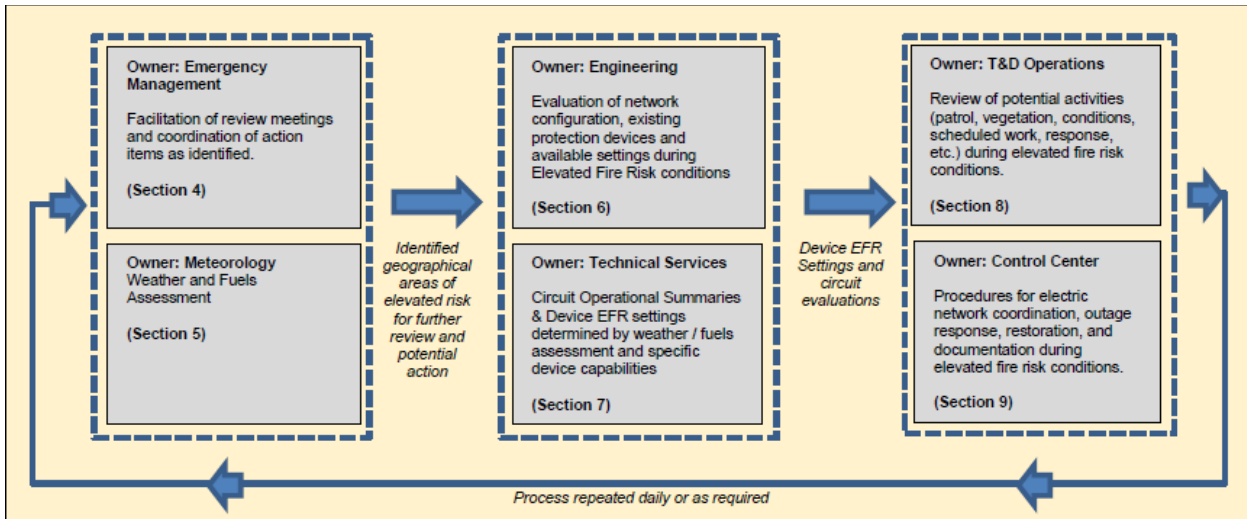 Owner: Emergency
Management
Facilitation of review meetings
and coordination of action
items as identified.
(Section 4)
Owner: Meteorology
Weather and Fuels
Assessment
(Section 5)
Identified
geographical
areas of
elevated risk
for further
review and
potential
action
Owner: Engineering
Evaluation of network
configuration, existing
protection devices and
available settings during
Elevated Fire Risk conditions
(Section 6)
Owner: Technical Services
Circuit Operational Summaries
& Device EFR settings
determined by weather / fuels
assessment and specific
device capabilities
(Section 7)
Device EFR
Settings and
circuit
evaluations
Owner: T&D Operations
Review of potential activities
(patrol, vegetation, conditions,
scheduled work, response,
etc.) during elevated fire risk
conditions.
(Section 8)
Owner: Control Center
Procedures for electric
network coordination, outage
response, restoration, and
documentation during
elevated fire risk conditions.
(Section 9)
Process repeated daily or as required